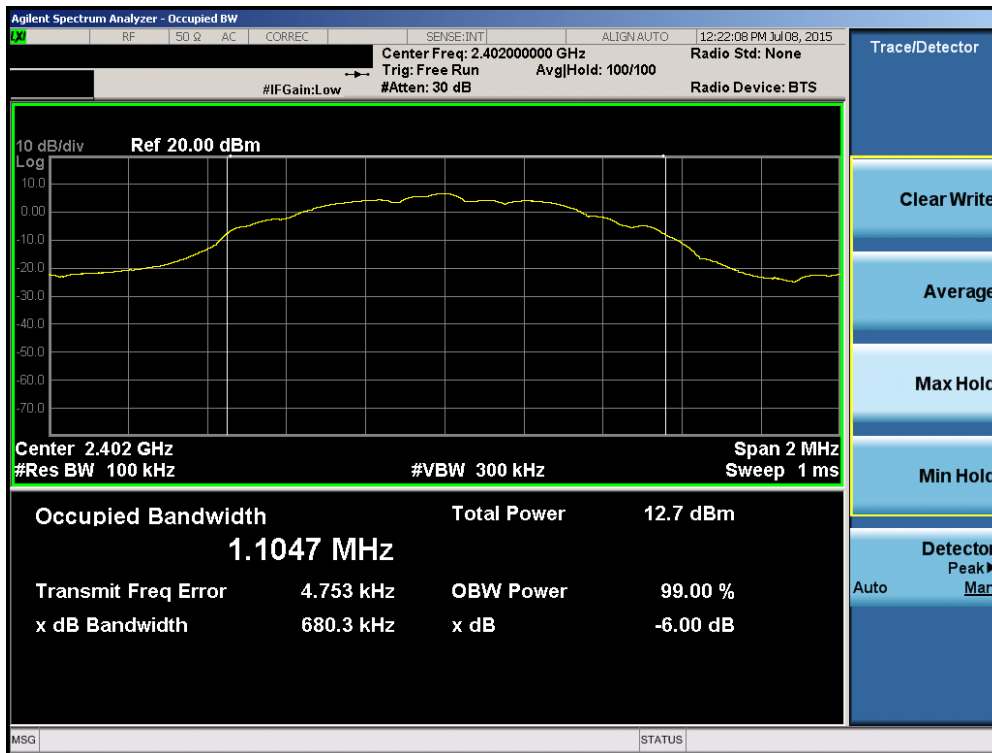 Agilent Spectrum Analyzer - Occupied BW
LXI RF 50 Ω AC CORREC SENSE:INT ALIGN AUTO 12:22:08 PM Jul 08, 2015
Center Freq: 2.402000000 GHz Radio Std: None
Trig: Free Run Avg|Hold: 100/100
#IFGain:Low #Atten: 30 dB Radio Device: BTS
Trace/Detector
10 dB/div Ref 20.00 dBm
Log
10.0
0.00
-10.0
-20.0
-30.0
-40.0
-50.0
-60.0
-70.0
Center 2.402 GHz Span 2 MHz
#Res BW 100 kHz #VBW 300 kHz Sweep 1 ms
Occupied Bandwidth Total Power 12.7 dBm
1.1047 MHz
Transmit Freq Error 4.753 kHz OBW Power 99.00 %
x dB Bandwidth 680.3 kHz x dB -6.00 dB
Clear Write
Average
Max Hold
Min Hold
Detector
Peak
Auto Man
MSG STATUS